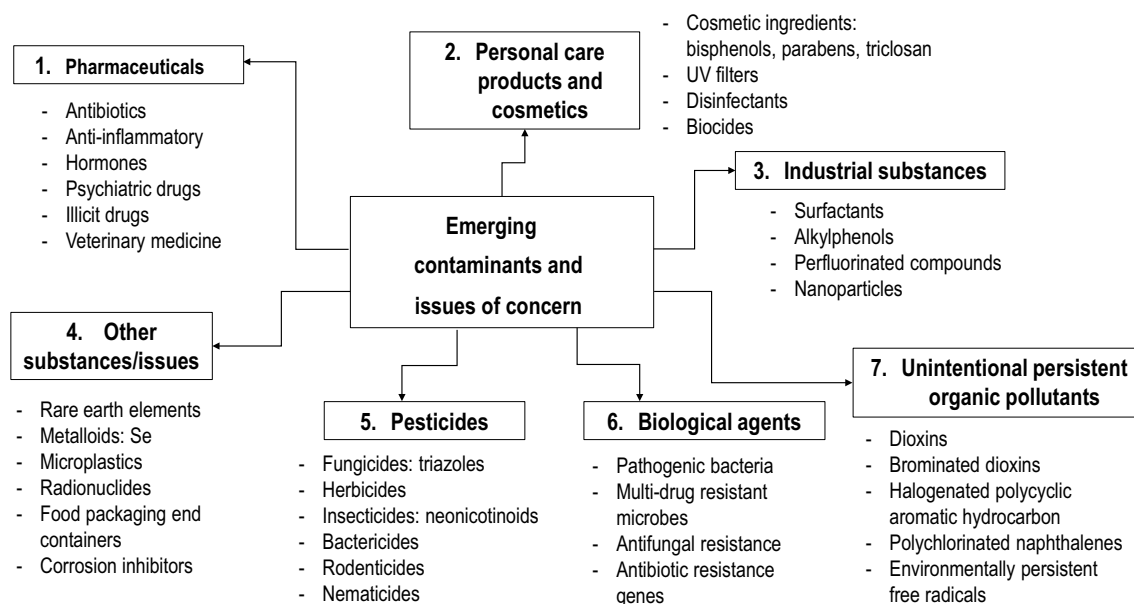 1. Pharmaceuticals
- Antibiotics
- Anti-inflammatory
- Hormones
- Psychiatric drugs
- Illicit drugs
- Veterinary medicine
2. Personal care
products and
cosmetics
- Cosmetic ingredients:
bisphenols, parabens, triclosan
- UV filters
- Disinfectants
- Biocides
3. Industrial substances
- Surfactants
- Alkylphenols
- Perfluorinated compounds
- Nanoparticles
Emerging
contaminants and
issues of concern
4. Other
substances/issues
- Rare earth elements
- Metalloids: Se
- Microplastics
- Radionuclides
- Food packaging end
containers
- Corrosion inhibitors
5. Pesticides
- Fungicides: triazoles
- Herbicides
- Insecticides: neonicotinoids
- Bactericides
- Rodenticides
- Nematicides
6. Biological agents
- Pathogenic bacteria
- Multi-drug resistant
microbes
- Antifungal resistance
- Antibiotic resistance
genes
7. Unintentional persistent
organic pollutants
- Dioxins
- Brominated dioxins
- Halogenated polycyclic
aromatic hydrocarbon
- Polychlorinated naphthalenes
- Environmentally persistent
free radicals